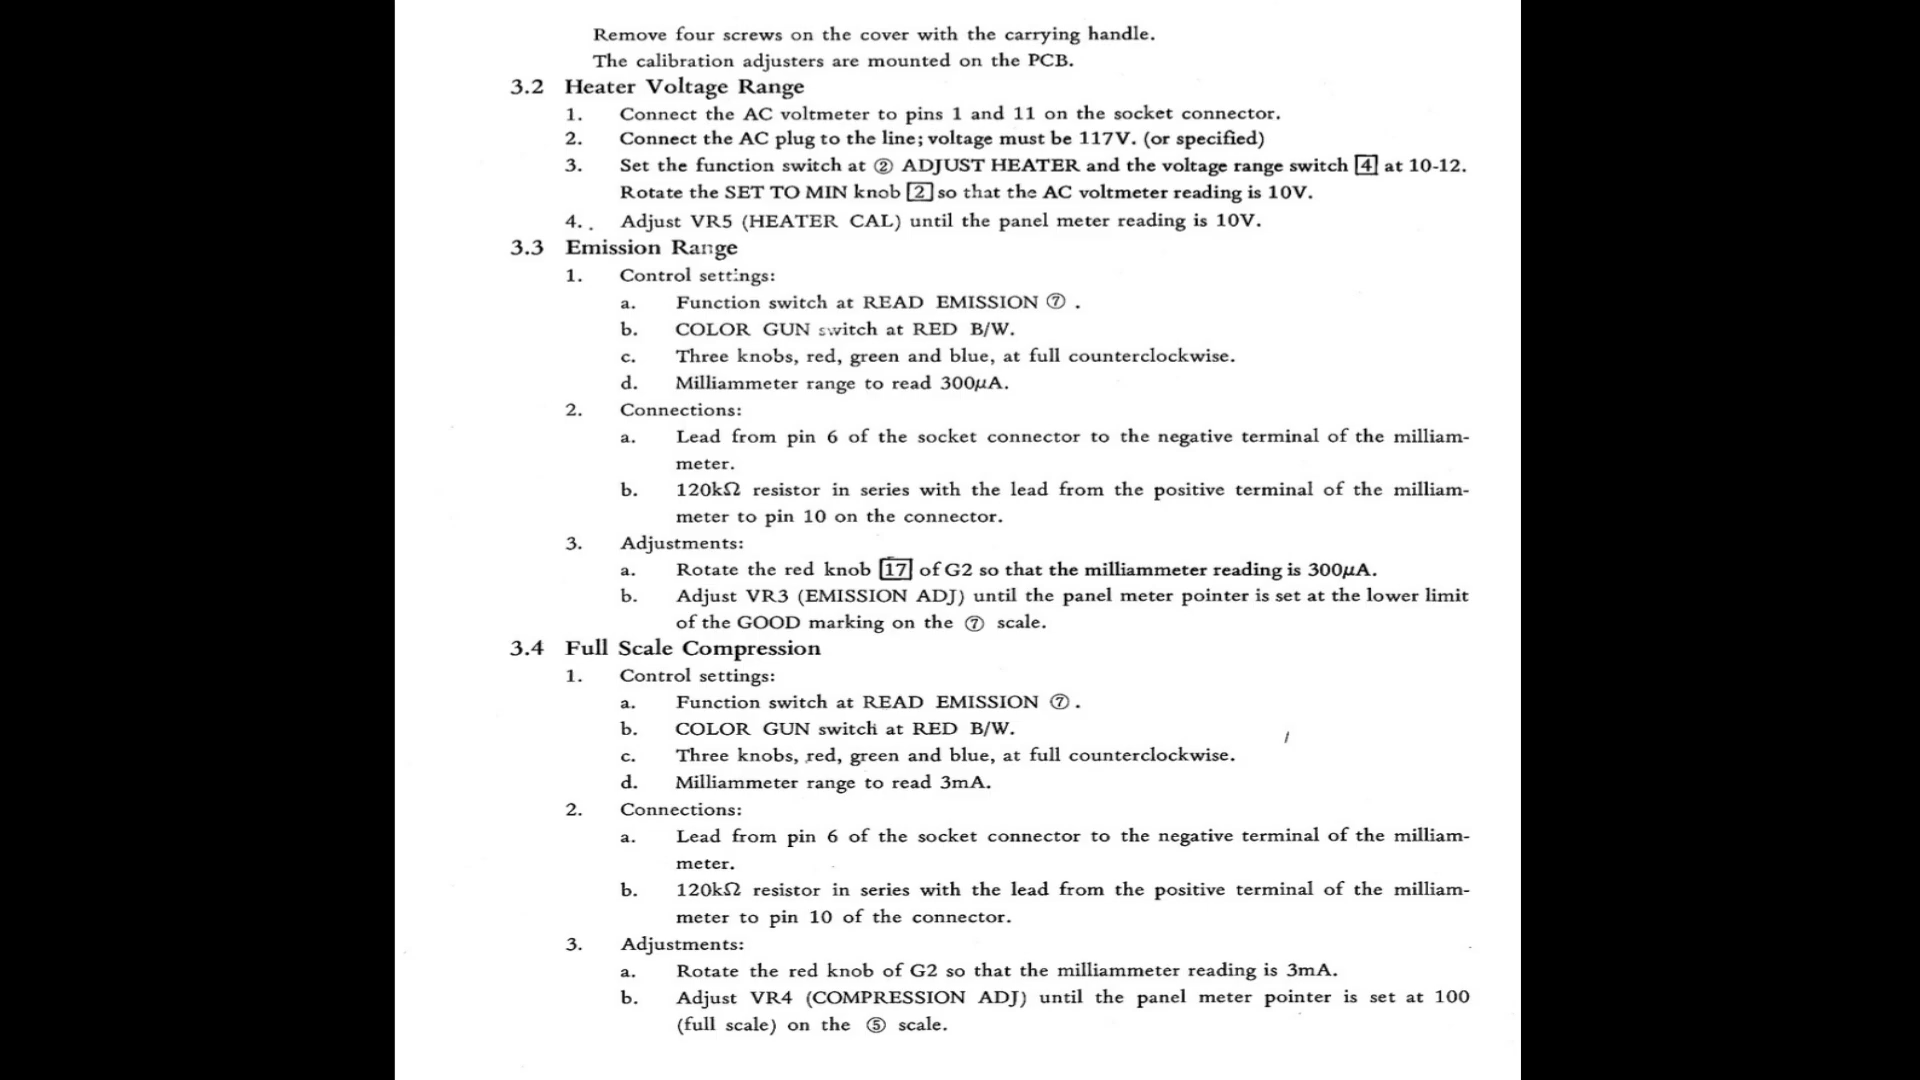 Remove four screws on the cover with the carrying handle.
The calibration adjusters are mounted on the PCB.
3.2 Heater Voltage Range
1. Connect the AC voltmeter to pins 1 and 11 on the socket connector.
2. Connect the AC plug to the line; voltage must be 117V. (or specified)
3. Set the function switch at ② ADJUST HEATER and the voltage range switch [4] at 10-12.
Rotate the SET TO MIN knob [2] so that the AC voltmeter reading is 10V.
4. . Adjust VR5 (HEATER CAL) until the panel meter reading is 10V.
3.3 Emission Range
1. Control settings:
a. Function switch at READ EMISSION ⑦ .
b. COLOR GUN switch at RED B/W.
c. Three knobs, red, green and blue, at full counterclockwise.
d. Milliammeter range to read 300μA.
2. Connections:
a. Lead from pin 6 of the socket connector to the negative terminal of the milliam-
meter.
b. 120kΩ resistor in series with the lead from the positive terminal of the milliam-
meter to pin 10 on the connector.
3. Adjustments:
a. Rotate the red knob [17] of G2 so that the milliammeter reading is 300μA.
b. Adjust VR3 (EMISSION ADJ) until the panel meter pointer is set at the lower limit
of the GOOD marking on the ⑦ scale.
3.4 Full Scale Compression
1. Control settings:
a. Function switch at READ EMISSION ⑦ .
b. COLOR GUN switch at RED B/W.
c. Three knobs, red, green and blue, at full counterclockwise.
d. Milliammeter range to read 3mA.
2. Connections:
a. Lead from pin 6 of the socket connector to the negative terminal of the milliam-
meter.
b. 120kΩ resistor in series with the lead from the positive terminal of the milliam-
meter to pin 10 of the connector.
3. Adjustments:
a. Rotate the red knob of G2 so that the milliammeter reading is 3mA.
b. Adjust VR4 (COMPRESSION ADJ) until the panel meter pointer is set at 100
(full scale) on the ⑤ scale.